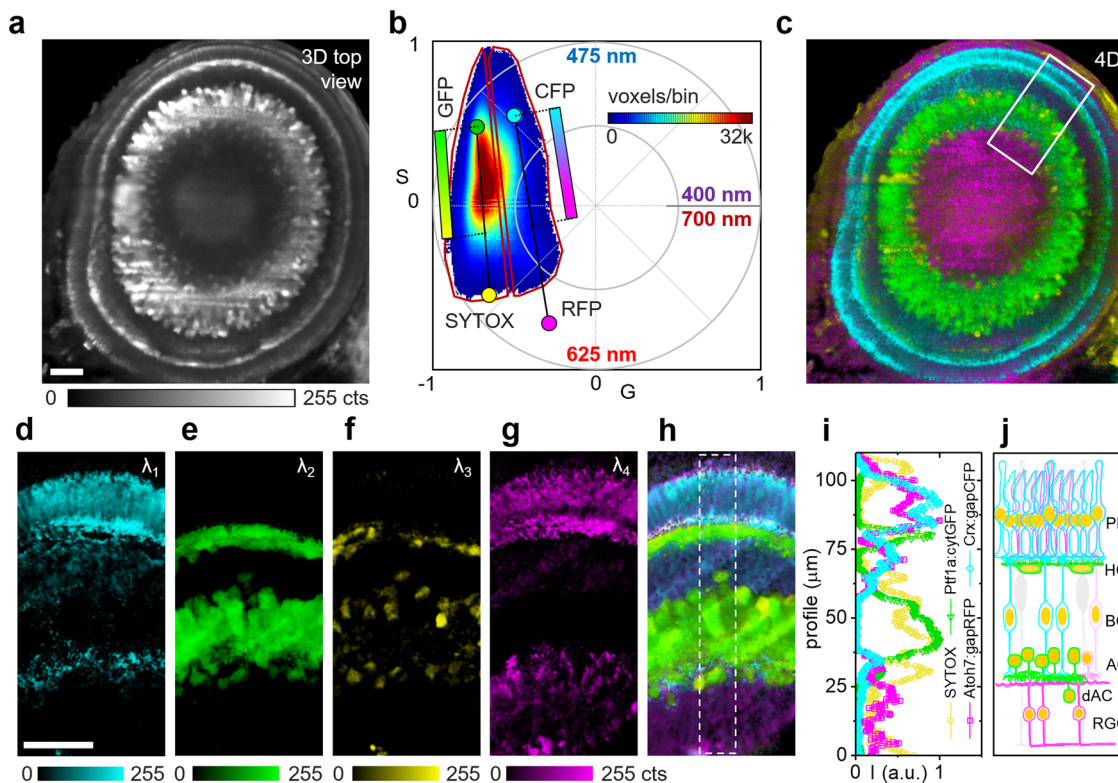 a
3D top
view
0
255 cts
b
1
S
0
-1
0
1
G
475 nm
GFP
CFP
voxels/bin
0
32k
400 nm
700 nm
SYTOX
RFP
625 nm
c
4D
d
λ1
0
255
e
λ2
0
255
f
λ3
0
255
g
λ4
0
255 cts
h
i
profile (μm)
100
75
50
25
0
0
1
I (a.u.)
SYTOX
Ptf1a:cytGFP
Atoh7:gapRFP
Crx:gapCFP
j
dAC